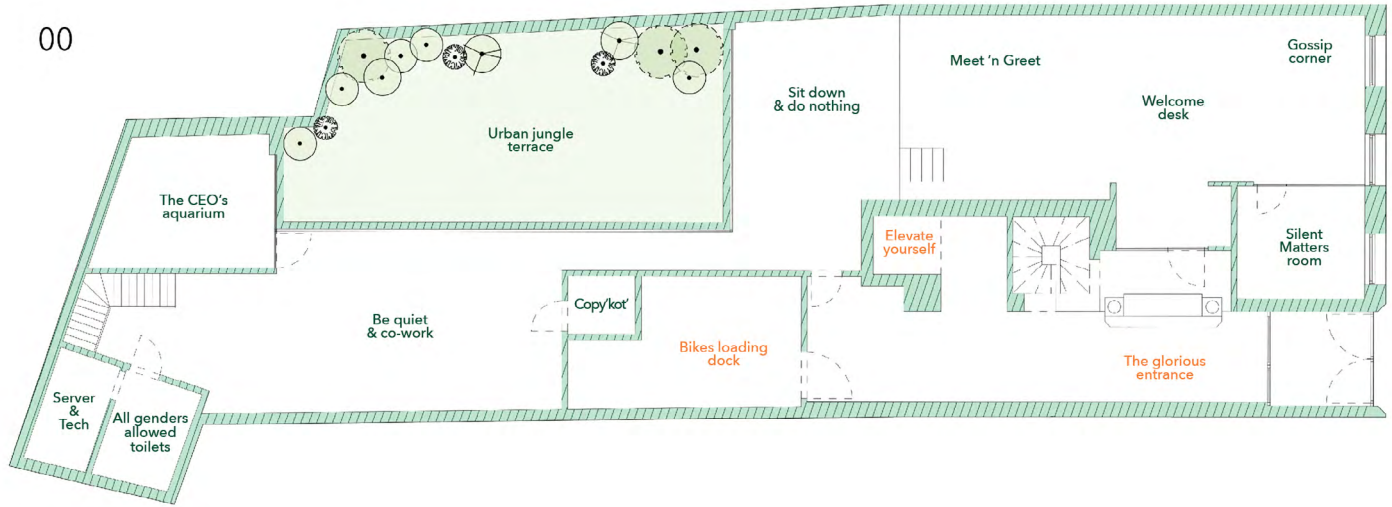 00
Urban jungle
terrace
Sit down
& do nothing
Meet 'n Greet
Welcome
desk
Gossip
corner
The CEO's
aquarium
Elevate
yourself
Silent
Matters
room
Be quiet
& co-work
Copy'kot'
Bikes loading
dock
The glorious
entrance
Server
&
Tech
All genders
allowed
toilets